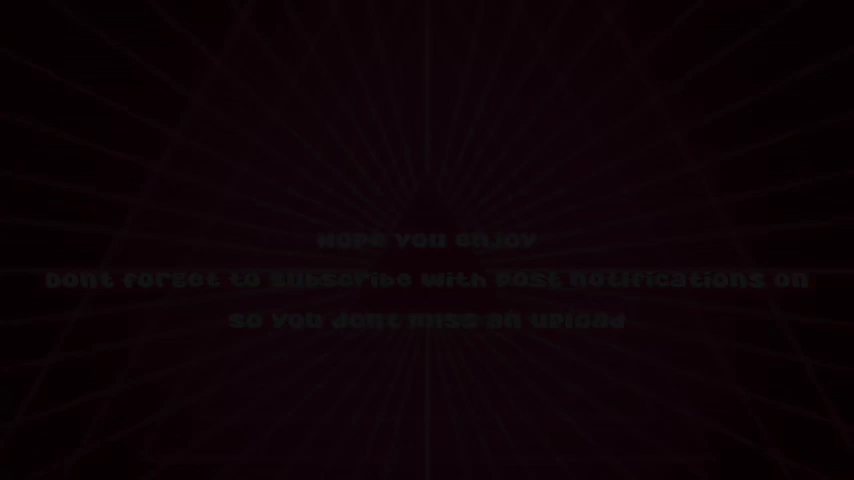 Hope you enjoy
Dont forget to subscribe with post notifications on
so you dont miss an upload